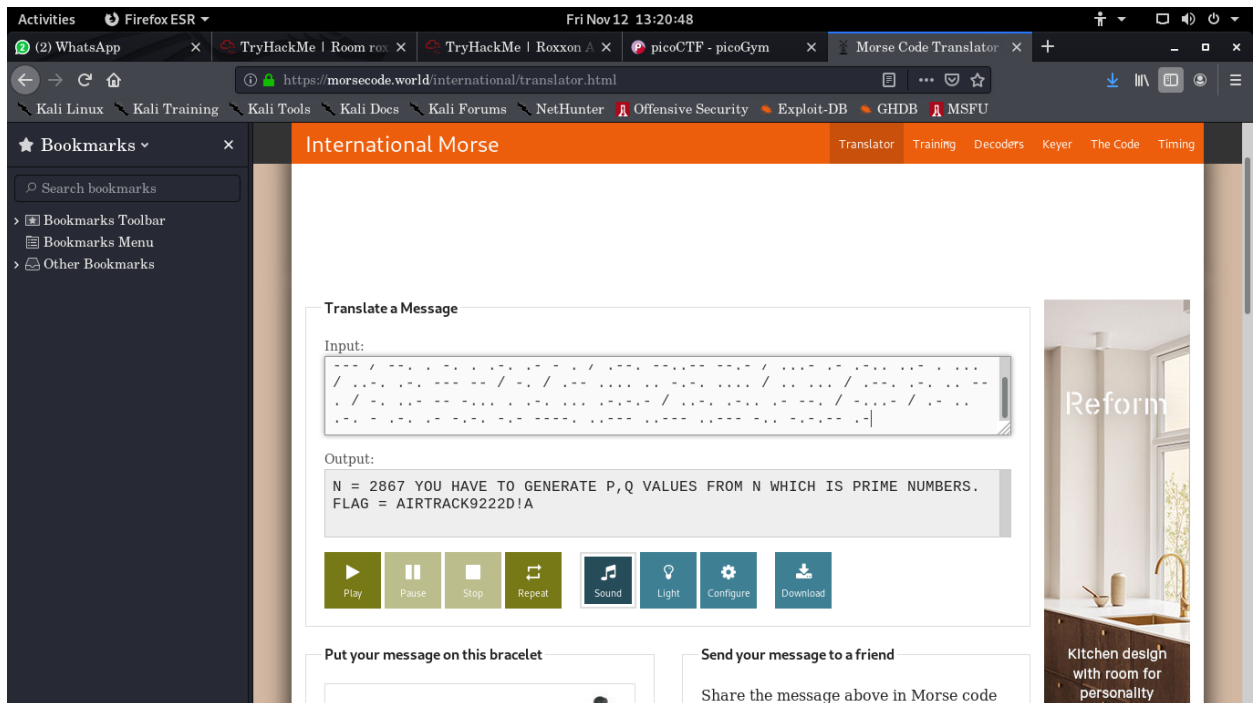 Activities Firefox ESR Fri Nov 12 13:20:48
(2) WhatsApp TryHackMe | Room rox TryHackMe | Roxxon A picoCTF - picoGym Morse Code Translator
https://morsecode.world/international/translator.html
Kali Linux Kali Training Kali Tools Kali Docs Kali Forums NetHunter Offensive Security Exploit-DB GHDB MSFU
Bookmarks
Search bookmarks
Bookmarks Toolbar
Bookmarks Menu
Other Bookmarks
International Morse Translator Training Decoders Keyer The Code Timing
Translate a Message
Input:
--- / --. . -. . .-. .- - . / .--. --..-- --.- / ...- .- .-.. ..- . ...
/ ..-. .-. --- -- / -. / .-- .... .. -.-. .... / .. ... / .--. .-. .. --
. / -. ..- -- -... . .-. ... .-.-.- / ..-. .-.. .- --. / -...- / .- ..
.-. - .-. .- -.-. -.- ----. ..--- ..--- ..--- -.. -.-.-- .-
Output:
N = 2867 YOU HAVE TO GENERATE P,Q VALUES FROM N WHICH IS PRIME NUMBERS.
FLAG = AIRTRACK9222D!A
Play Pause Stop Repeat Sound Light Configure Download
Put your message on this bracelet
Send your message to a friend
Share the message above in Morse code
Reform
Kitchen design
with room for
personality